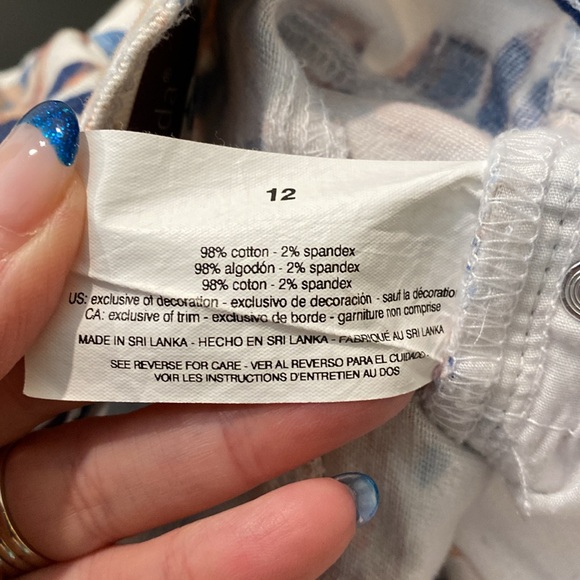 12
98% cotton - 2% spandex
98% algodón - 2% spandex
98% coton - 2% spandex
US: exclusive of decoration - exclusivo de decoración - sauf la décoratio
CA: exclusive of trim - exclusivo de borde - garniture non comprise
MADE IN SRI LANKA - HECHO EN SRI LANKA - FABRIQUÉ AU SRI LANKA
SEE REVERSE FOR CARE - VER AL REVERSO PARA EL CUIDADO -
VOIR LES INSTRUCTIONS D'ENTRETIEN AU DOS